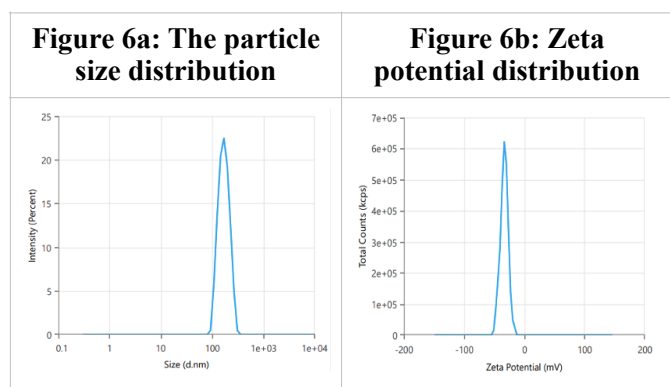 Figure 6a: The particle
size distribution
Figure 6b: Zeta
potential distribution
25
20
15
10
5
0
Intensity (Percent)
0.1 1 10 100 1e+03 1e+04
Size (d.nm)
7e+05
6e+05
5e+05
4e+05
3e+05
2e+05
1e+05
0
Total Counts (kcps)
-200 -100 0 100 200
Zeta Potential (mV)